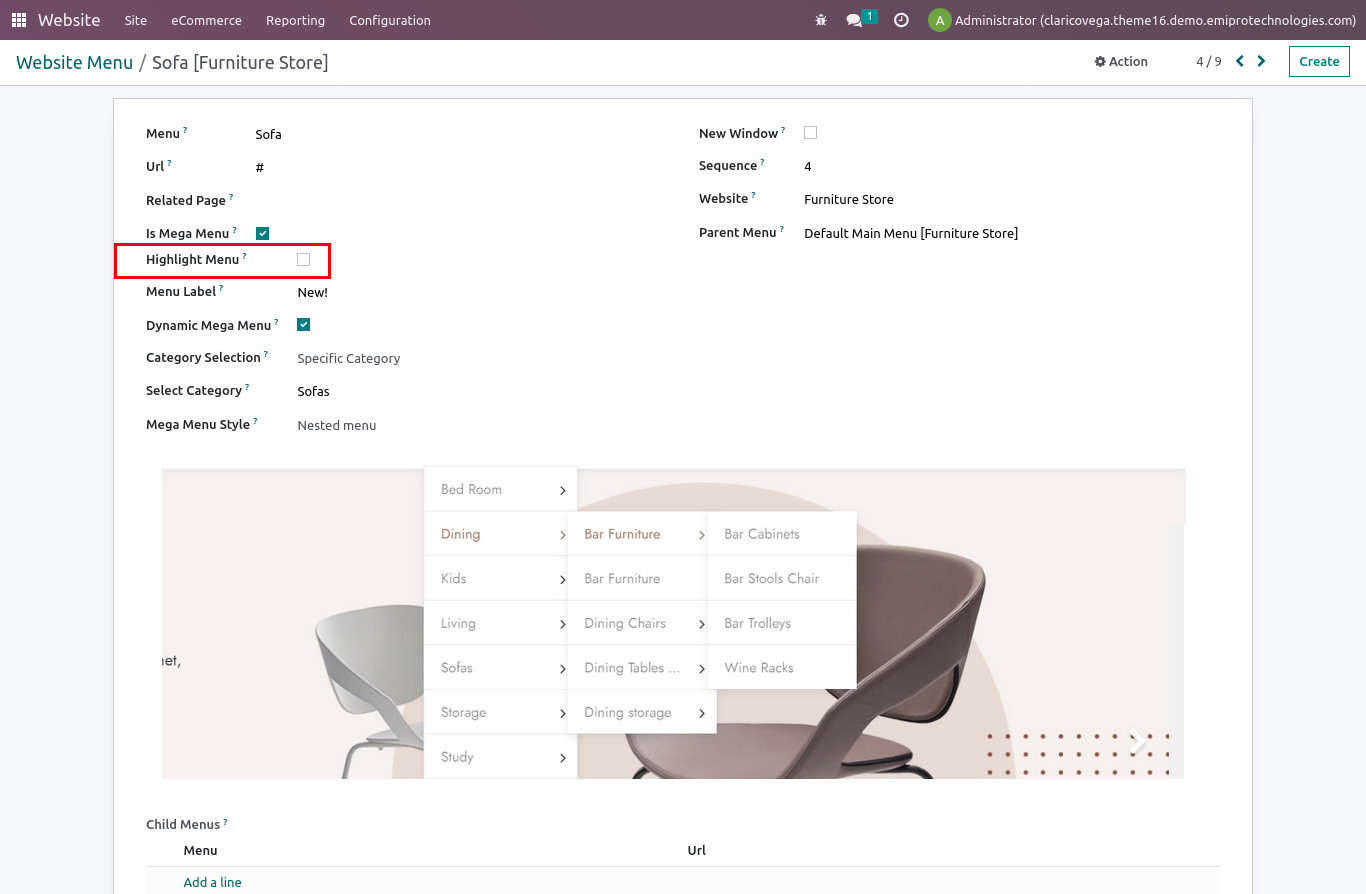 Website Site eCommerce Reporting Configuration 1 A Administrator (claricovega.theme16.demo.emiprotechnologies.com)
Website Menu / Sofa [Furniture Store] Action 4 / 9 Create
Menu ? Sofa
Url ? #
Related Page ?
Is Mega Menu ?
Highlight Menu ?
Menu Label ? New!
Dynamic Mega Menu ?
Category Selection ? Specific Category
Select Category ? Sofas
Mega Menu Style ? Nested menu
New Window ?
Sequence ? 4
Website ? Furniture Store
Parent Menu ? Default Main Menu [Furniture Store]
Bed Room
Dining
Kids
Living
Sofas
Storage
Study
Bar Furniture
Bar Furniture
Dining Chairs
Dining Tables ...
Dining storage
Bar Cabinets
Bar Stools Chair
Bar Trolleys
Wine Racks
Child Menus ?
Menu Url
Add a line